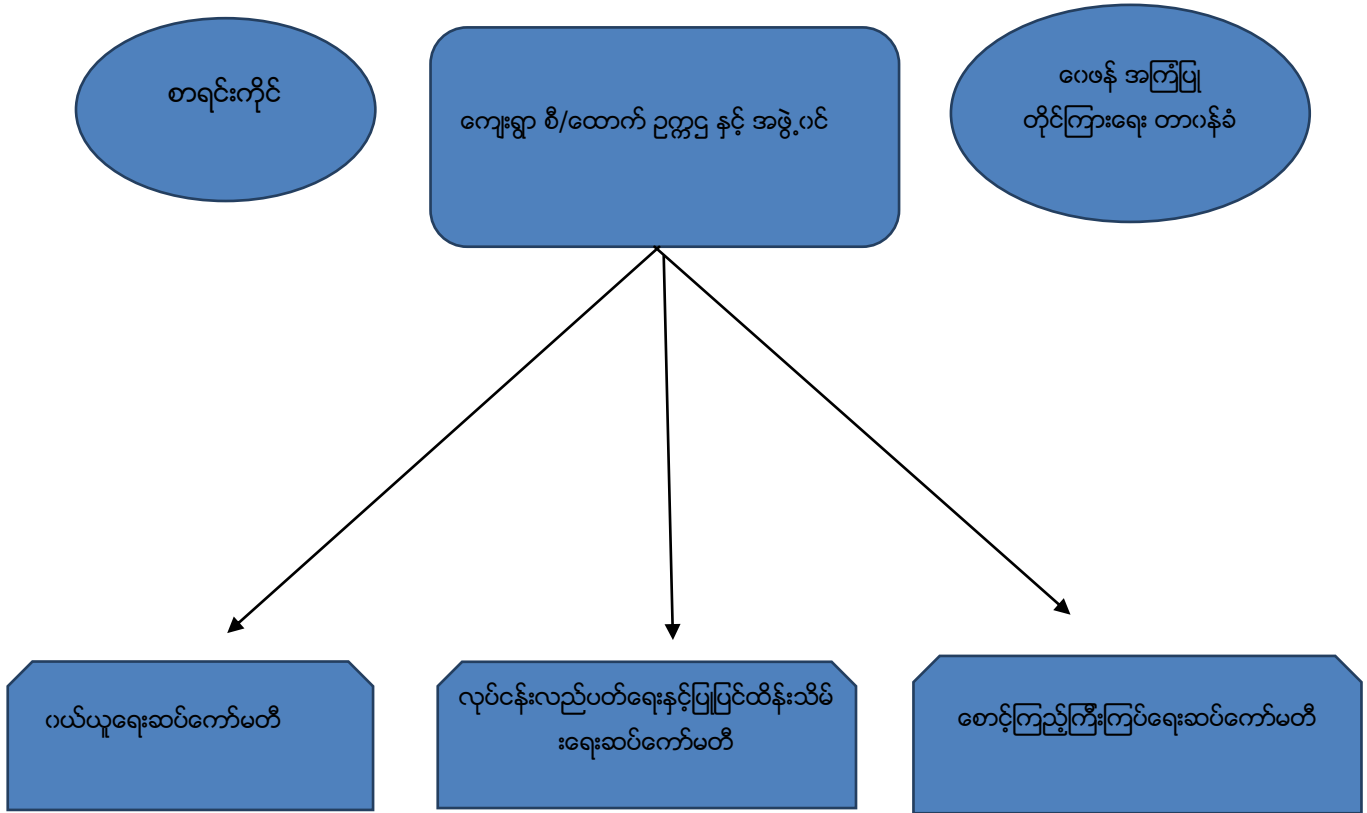 စာရင်းကိုင်
ကျေးရွာ စီ/ထောက် ဥက္ကဌ နှင့် အဖွဲ့ဝင်
ဝေဖန် အကြံပြု
တိုင်ကြားရေး တာဝန်ခံ
ဝယ်ယူရေးဆပ်ကော်မတီ
လုပ်ငန်းလည်ပတ်ရေးနှင့်ပြုပြင်ထိန်းသိမ်
းရေးဆပ်ကော်မတီ
စောင့်ကြည့်ကြီးကြပ်ရေးဆပ်ကော်မတီ